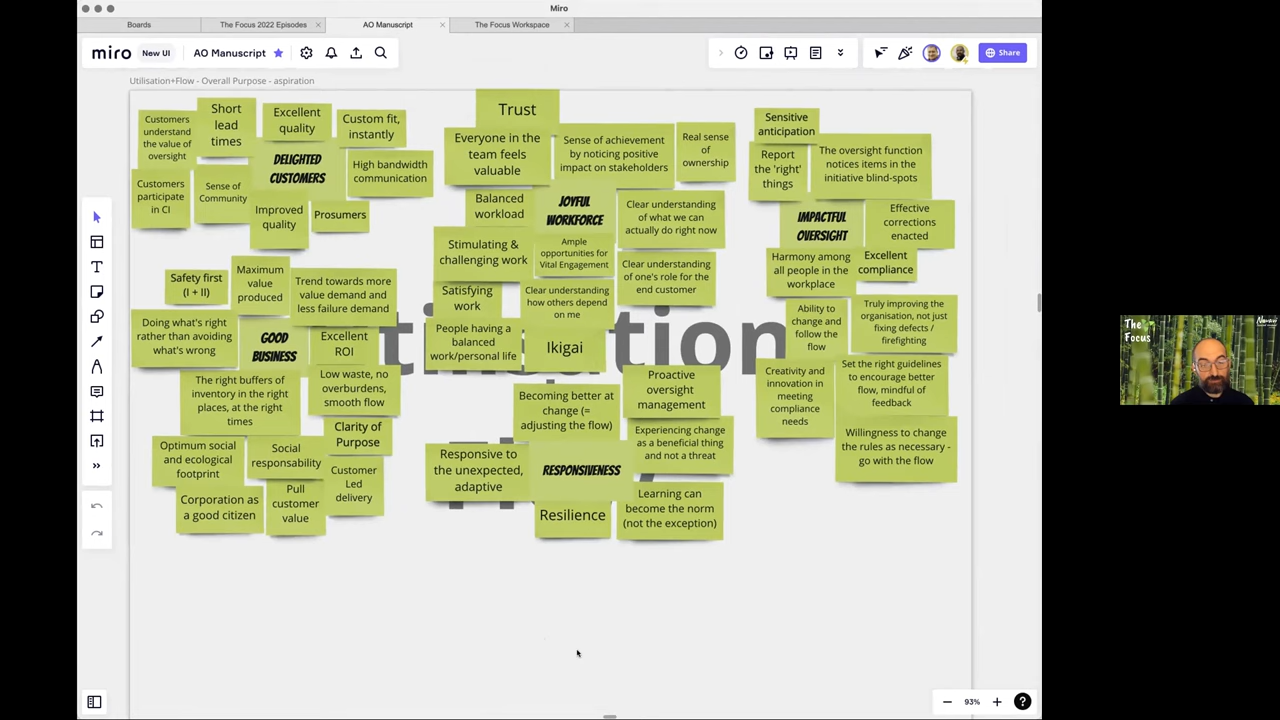 Miro
Boards
The Focus 2022 Episodes
AO Manuscript
The Focus Workspace
miro
New UI
AO Manuscript
Share
Utilisation+Flow - Overall Purpose - aspiration
Customers
understand
the value of
oversight
Short
lead
times
Excellent
quality
Custom fit,
instantly
DELIGHTED
CUSTOMERS
High bandwidth
communication
Customers
participate
in CI
Sense of
Community
Improved
quality
Prosumers
Trust
Everyone in the
team feels
valuable
Sense of achievement
by noticing positive
impact on stakeholders
Real sense
of
ownership
Balanced
workload
JOYFUL
WORKFORCE
Clear understanding
of what we can
actually do right now
Stimulating &
challenging work
Ample
opportunities for
Vital Engagement
Clear understanding
of one's role for the
end customer
Satisfying
work
Clear understanding
how others depend
on me
People having a
balanced
work/personal life
Ikigai
Sensitive
anticipation
Report
the 'right'
things
The oversight function
notices items in the
initiative blind-spots
IMPACTFUL
OVERSIGHT
Effective
corrections
enacted
Harmony among
all people in the
workplace
Excellent
compliance
Ability to
change and
follow the
flow
Truly improving the
organisation, not just
fixing defects /
firefighting
Creativity and
innovation in
meeting
compliance
needs
Set the right guidelines
to encourage better
flow, mindful of
feedback
Willingness to change
the rules as necessary -
go with the flow
Safety first
(I + II)
Maximum
value
produced
Trend towards more
value demand and
less failure demand
Doing what's right
rather than avoiding
what's wrong
GOOD
BUSINESS
Excellent
ROI
The right buffers of
inventory in the right
places, at the right
times
Low waste, no
overburdens,
smooth flow
Clarity of
Purpose
Optimum social
and ecological
footprint
Social
responsability
Customer
Led
delivery
Corporation as
a good citizen
Pull
customer
value
Becoming better at
change (=
adjusting the flow)
Proactive
oversight
management
Experiencing change
as a beneficial thing
and not a threat
Responsive to
the unexpected,
adaptive
RESPONSIVENESS
Learning can
become the norm
(not the exception)
Resilience
93%
The
Focus